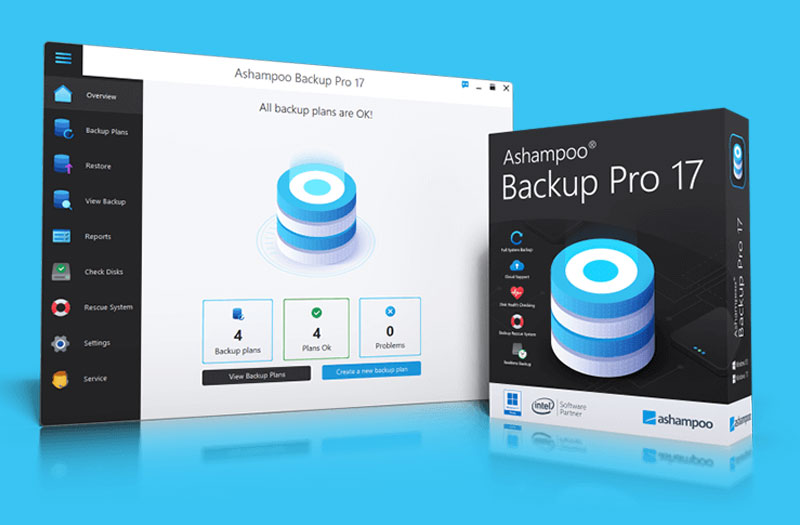 Ashampoo Backup Pro 17
All backup plans are OK!
Overview
Backup Plans
Restore
View Backup
Reports
Check Disks
Rescue System
Settings
Service
4
Backup plans
4
Plans Ok
0
Problems
View Backup Plans
Create a new backup plan
Ashampoo®
Backup Pro 17
Full System Backup
Cloud Support
Disk Health Checking
Backup Rescue System
intel
Software
Partner
ashampoo
Ashampoo®
Backup Pro 17